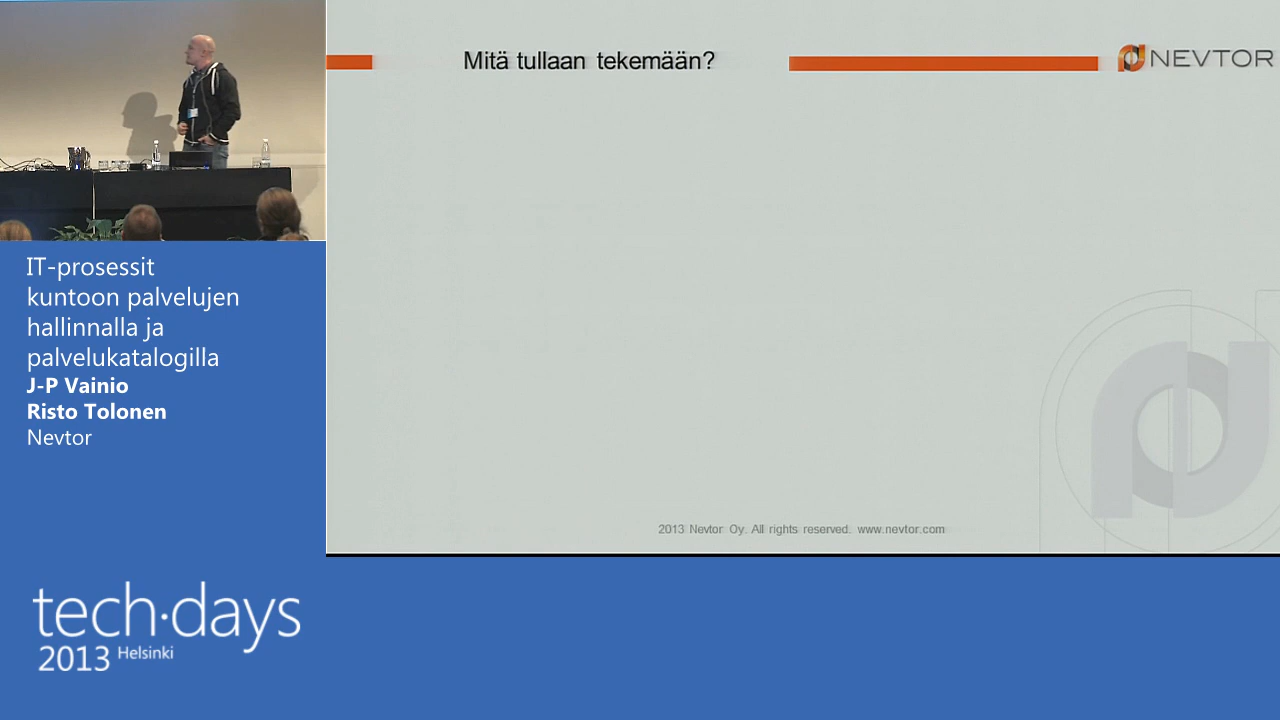 Mitä tullaan tekemään?
NEVTOR
IT-prosessit
kuntoon palvelujen
hallinnalla ja
palvelukatalogilla
J-P Vainio
Risto Tolonen
Nevtor
2013 Nevtor Oy. All rights reserved. www.nevtor.com
tech·days
2013 Helsinki